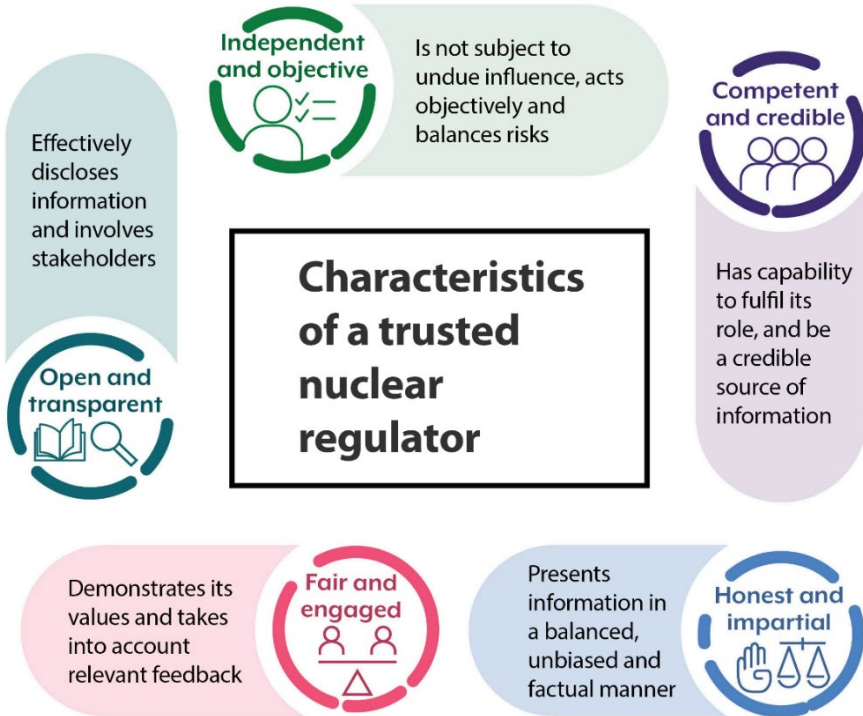 Independent
and objective
Is not subject to
undue influence, acts
objectively and
balances risks
Competent
and credible
Has capability
to fulfil its
role, and be
a credible
source of
information
Effectively
discloses
information
and involves
stakeholders
Open and
transparent
Characteristics
of a trusted
nuclear
regulator
Demonstrates its
values and takes
into account
relevant feedback
Fair and
engaged
Presents
information in
a balanced,
unbiased and
factual manner
Honest and
impartial